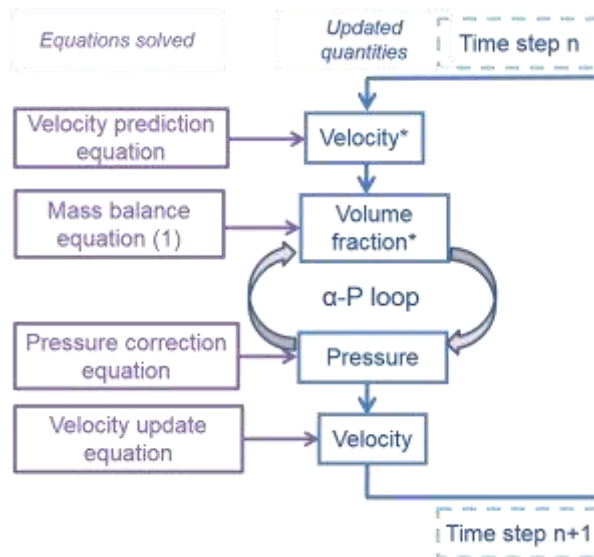 Equations solved
Updated
quantities
Time step n
Velocity prediction
equation
Velocity*
Mass balance
equation (1)
Volume
fraction*
α-P loop
Pressure correction
equation
Pressure
Velocity update
equation
Velocity
Time step n+1